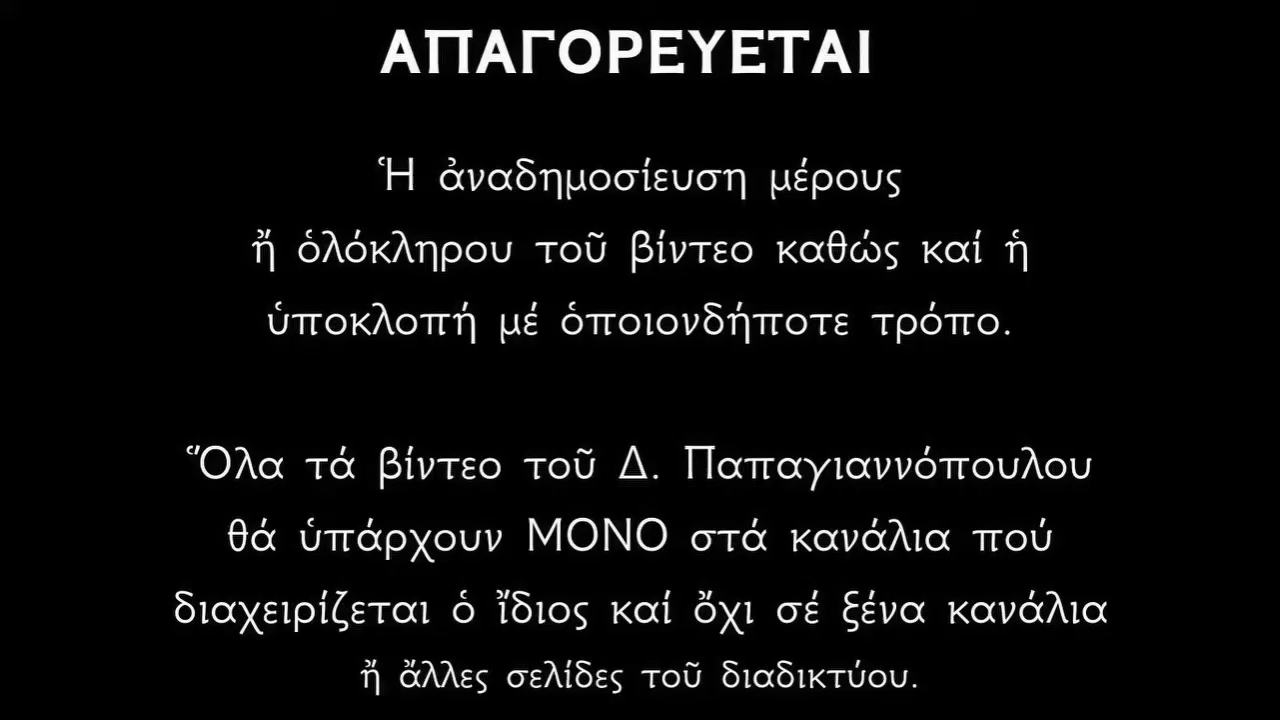 ΑΠΑΓΟΡΕΥΕΤΑΙ
Ἡ ἀναδημοσίευση μέρους
ἤ ὁλόκληρου τοῦ βίντεο καθώς καί ἡ
ὑποκλοπή μέ ὁποιονδήποτε τρόπο.
Ὅλα τά βίντεο τοῦ Δ. Παπαγιαννόπουλου
θά ὑπάρχουν ΜΟΝΟ στά κανάλια πού
διαχειρίζεται ὁ ἴδιος καί ὄχι σέ ξένα κανάλια
ἤ ἄλλες σελίδες τοῦ διαδικτύου.